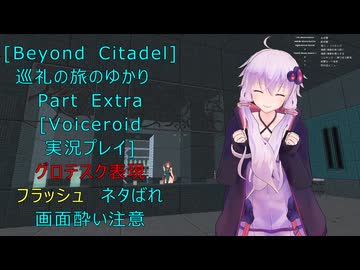 [Beyond Citadel]
巡礼の旅のゆかり
Part Extra
[Voiceroid
実況プレイ]
グロテスク表現
フラッシュ ネタばれ
画面酔い注意